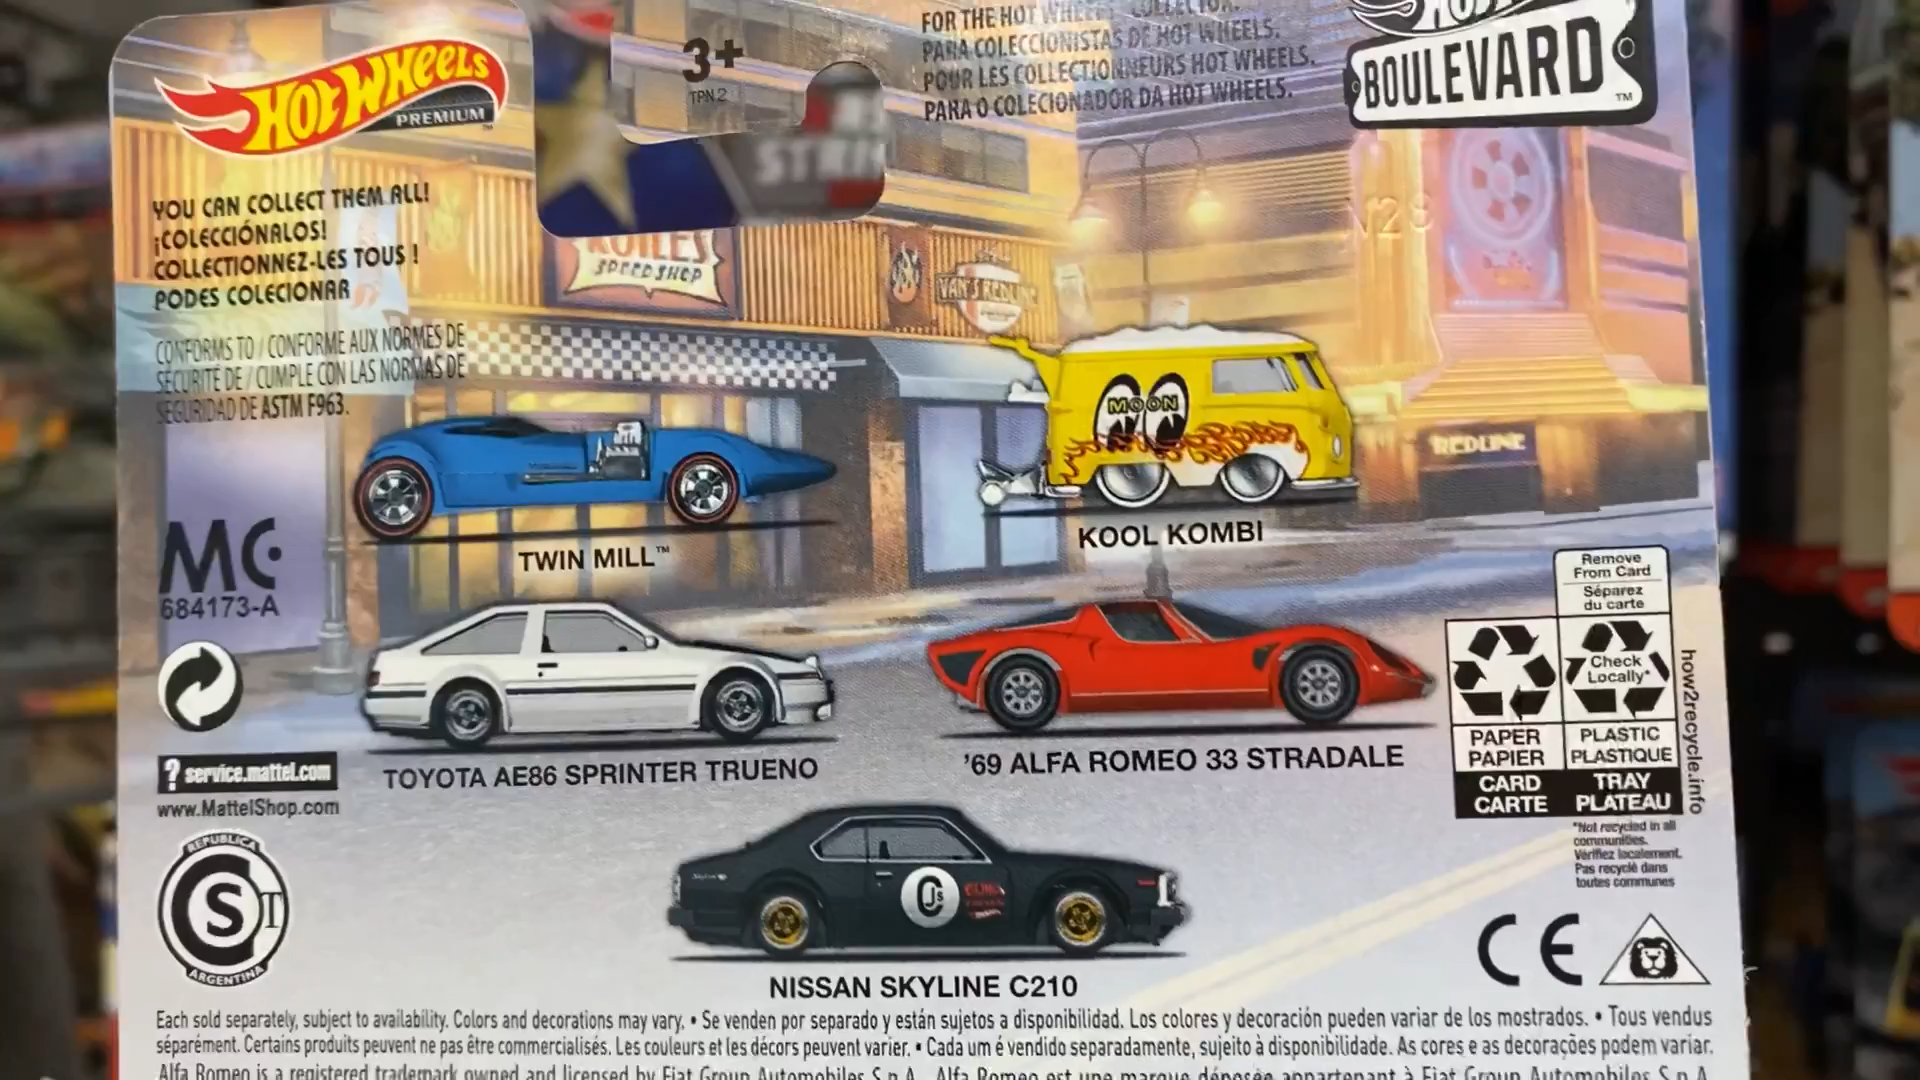 HOT WHEELS
PREMIUM
3+
TPN 2
FOR THE HOT WHEELS COLLECTOR.
PARA COLECCIONISTAS DE HOT WHEELS.
POUR LES COLLECTIONNEURS HOT WHEELS.
PARA O COLECIONADOR DA HOT WHEELS.
BOULEVARD™
YOU CAN COLLECT THEM ALL!
¡COLECCIÓNALOS!
COLLECTIONNEZ-LES TOUS !
PODES COLECIONAR
CONFORMS TO / CONFORME AUX NORMES DE
SÉCURITÉ DE / CUMPLE CON LAS NORMAS DE
SEGURIDAD DE ASTM F963.
SPEED SHOP
VAN'S REDLINE
MOON
REDLINE
TWIN MILL™
KOOL KOMBI
MC
684173-A
Remove
From Card
Séparez
du carte
Check
Locally*
how2recycle.info
PAPER
PAPIER
PLASTIC
PLASTIQUE
CARD
CARTE
TRAY
PLATEAU
*Not recycled in all
communities.
Vérifiez localement.
Pas recyclé dans
toutes communes
TOYOTA AE86 SPRINTER TRUENO
'69 ALFA ROMEO 33 STRADALE
? service.mattel.com
www.MattelShop.com
REPUBLICA
S
ARGENTINA
CJs
NISSAN SKYLINE C210
CE
Each sold separately, subject to availability. Colors and decorations may vary. • Se venden por separado y están sujetos a disponibilidad. Los colores y decoración pueden variar de los mostrados. • Tous vendus
séparément. Certains produits peuvent ne pas être commercialisés. Les couleurs et les décors peuvent varier. • Cada um é vendido separadamente, sujeito à disponibilidade. As cores e as decorações podem variar.
Alfa Romeo is a registered trademark owned and licensed by Fiat Group Automobiles S.p.A. Alfa Romeo est une marque déposée appartenant à Fiat Group Automobiles S.p.A.